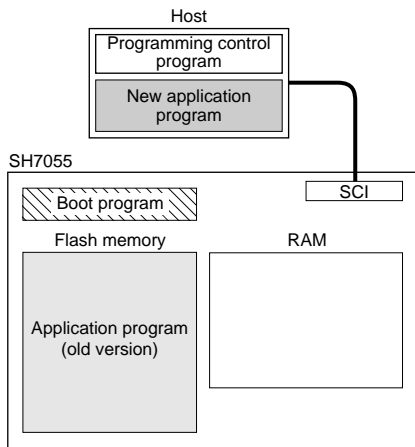 Host
Programming control
program
New application
program
SH7055
SCI
Boot program
Flash memory
RAM
Application program
(old version)